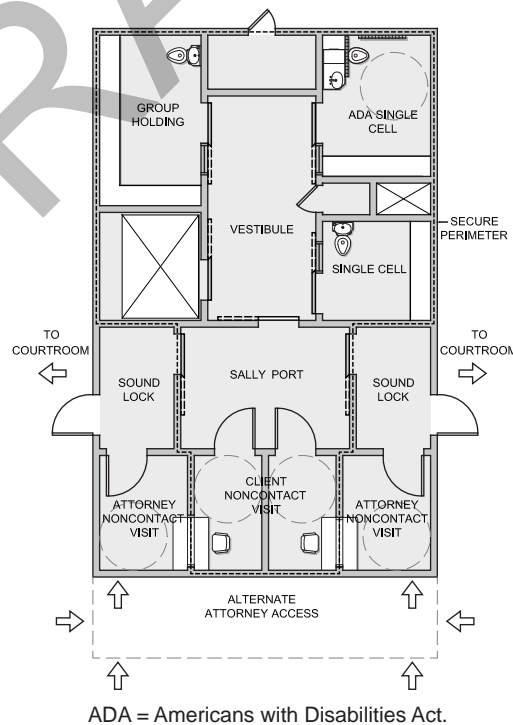 GROUP
HOLDING
ADA SINGLE
CELL
VESTIBULE
SECURE
PERIMETER
SINGLE CELL
TO
COURTROOM
SALLY PORT
TO
COURTROOM
SOUND
LOCK
SOUND
LOCK
ATTORNEY
NONCONTACT
VISIT
CLIENT
NONCONTACT
VISIT
ATTORNEY
NONCONTACT
VISIT
ALTERNATE
ATTORNEY ACCESS
ADA = Americans with Disabilities Act.